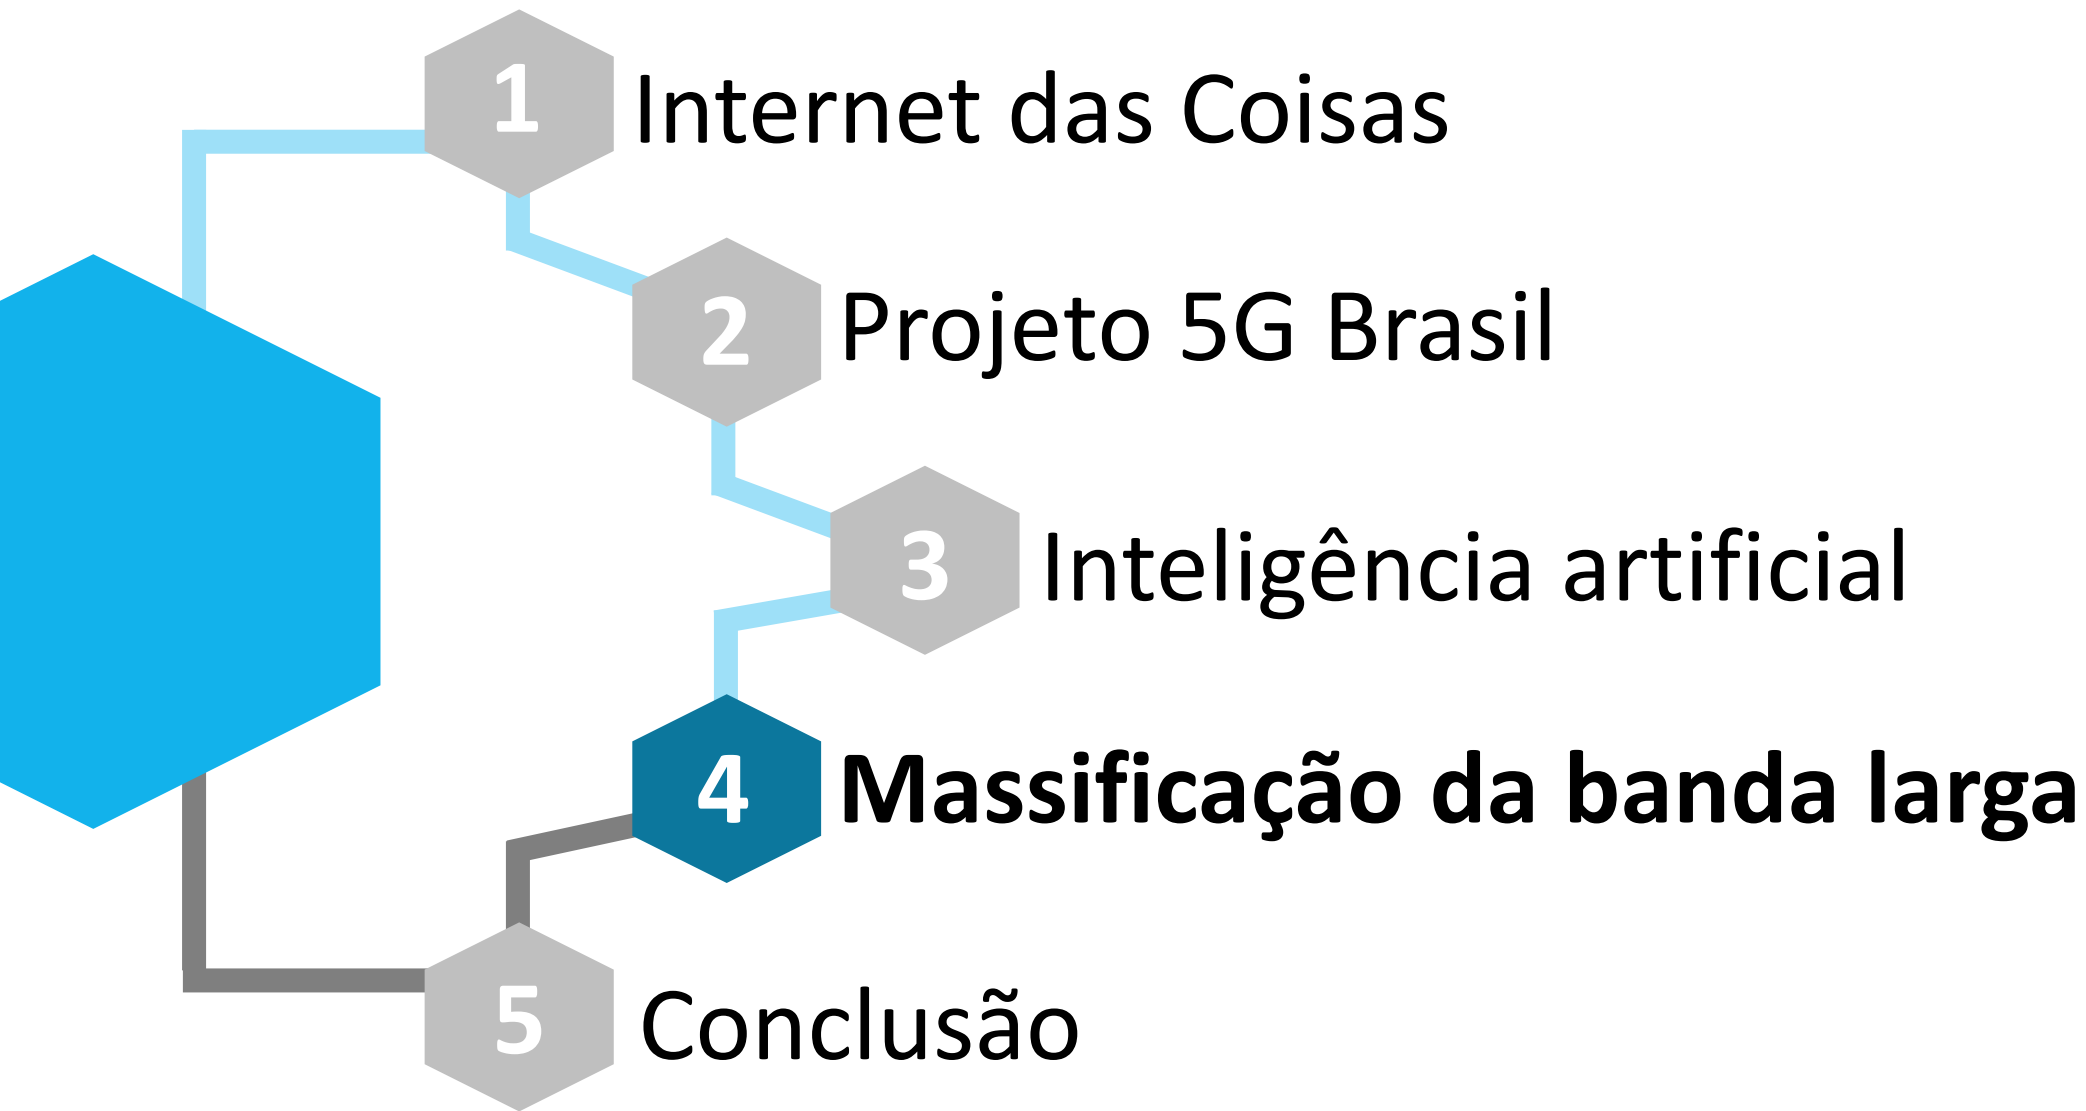 1 Internet das Coisas
2 Projeto 5G Brasil
3 Inteligência artificial
4 Massificação da banda larga
5 Conclusão